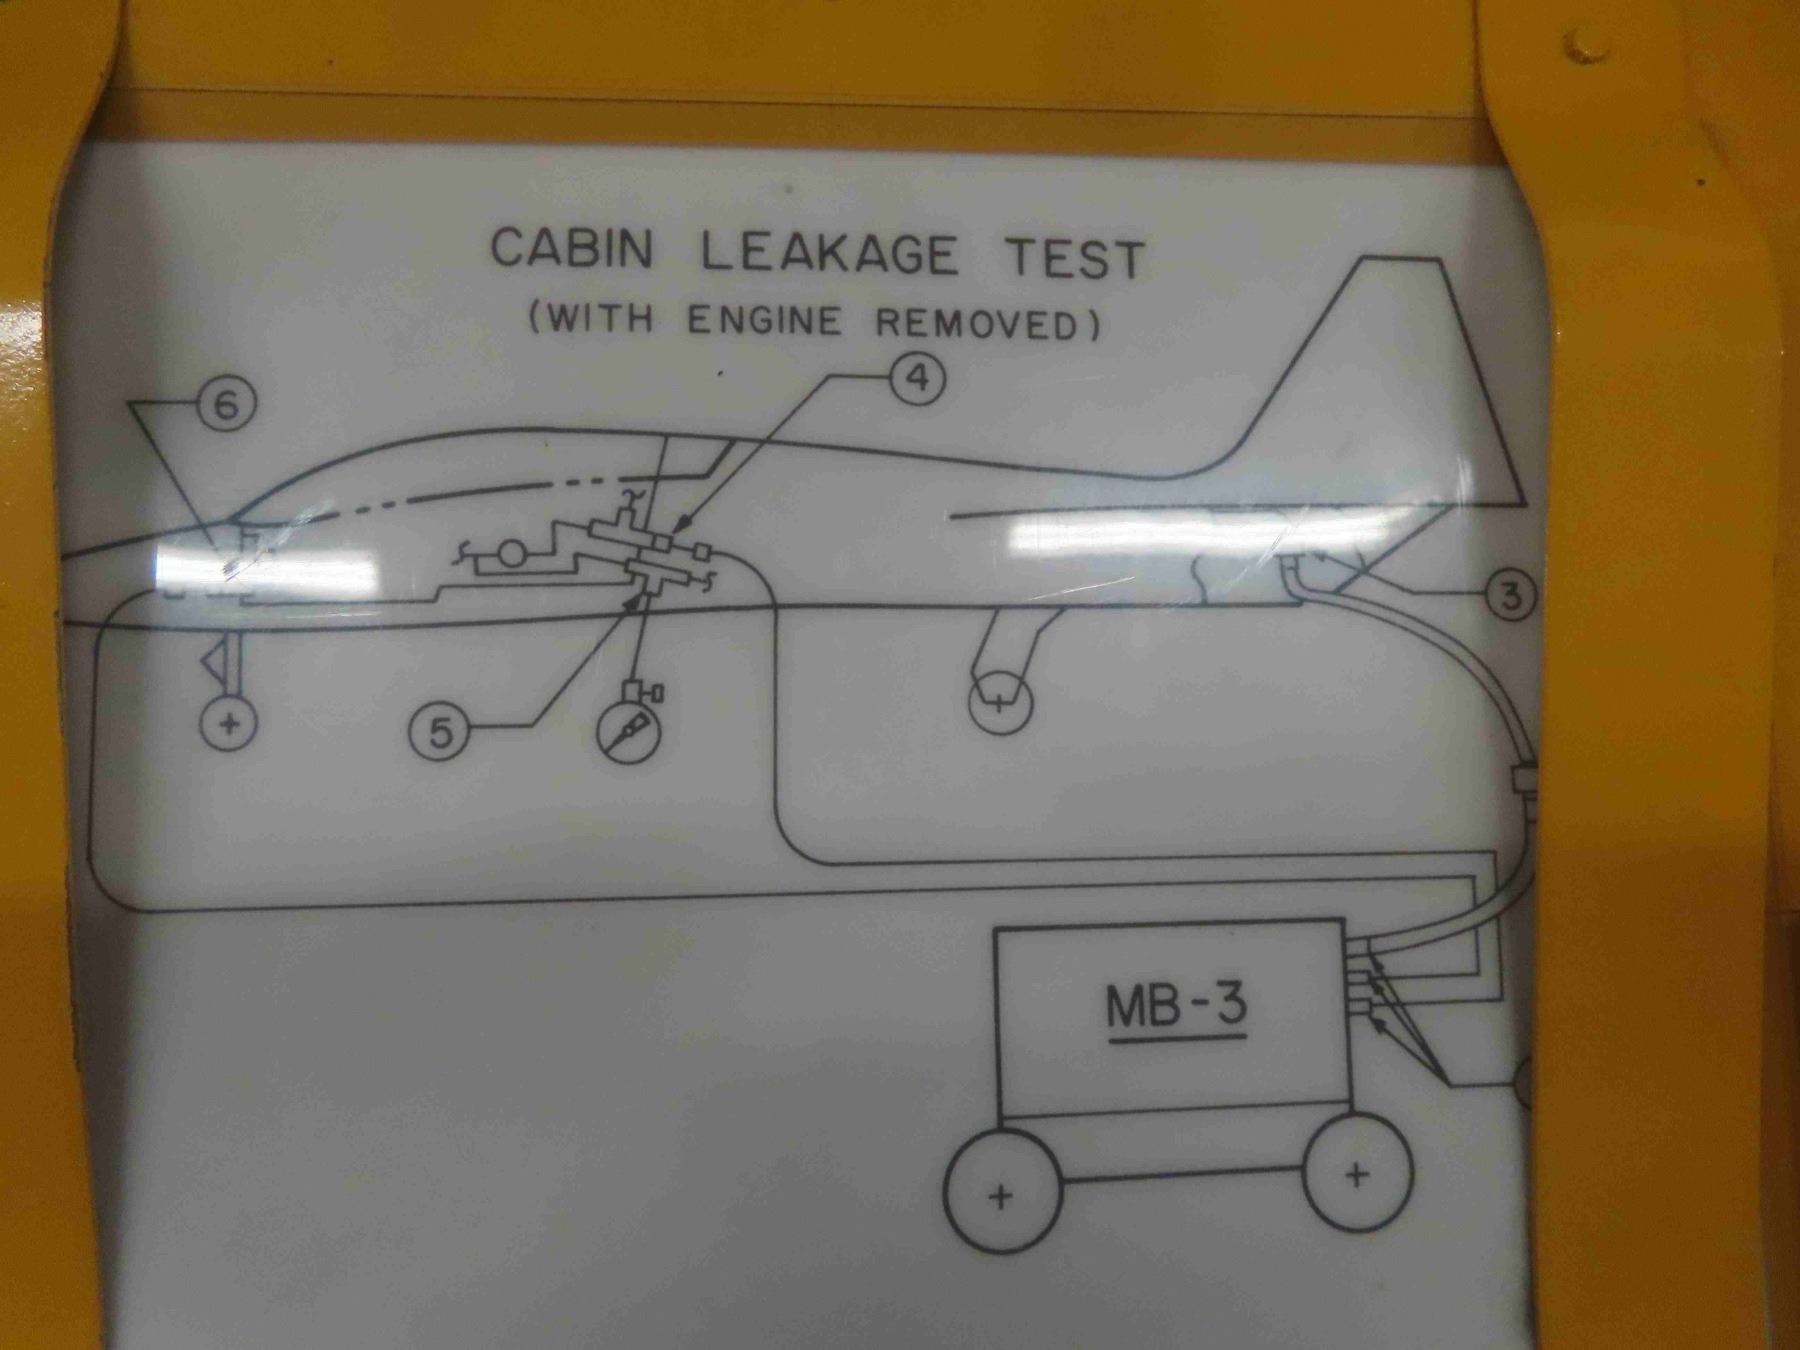 CABIN LEAKAGE TEST
(WITH ENGINE REMOVED)
4
6
3
5
MB-3